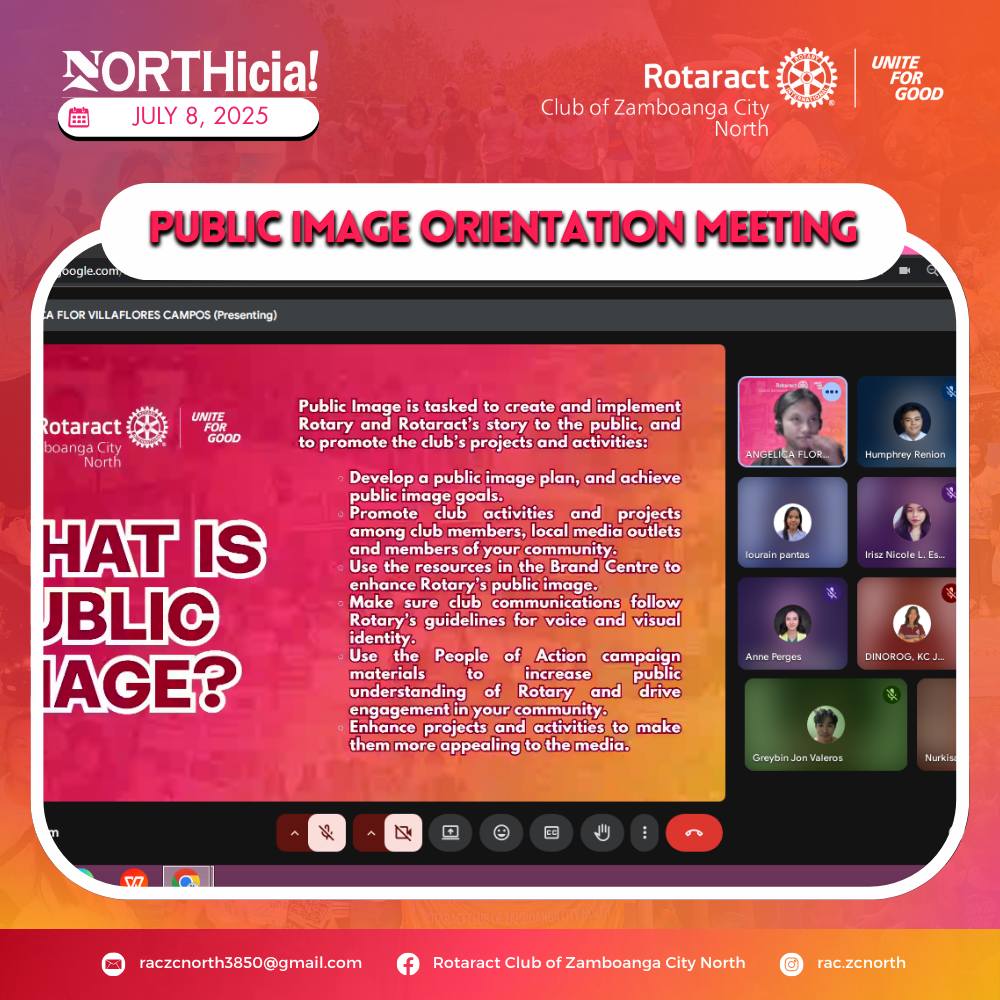 NORTHicia!
JULY 8, 2025
Rotaract
Club of Zamboanga City
North
UNITE
FOR
GOOD
PUBLIC IMAGE ORIENTATION MEETING
google.com/
CA FLOR VILLAFLORES CAMPOS (Presenting)
Rotaract
boanga City
North
UNITE
FOR
GOOD
HAT IS
UBLIC
MAGE?
Public Image is tasked to create and implement
Rotary and Rotaract's story to the public, and
to promote the club's projects and activities:
Develop a public image plan, and achieve
public image goals.
Promote club activities and projects
among club members, local media outlets
and members of your community.
Use the resources in the Brand Centre to
enhance Rotary's public image.
Make sure club communications follow
Rotary's guidelines for voice and visual
identity.
Use the People of Action campaign
materials to increase public
understanding of Rotary and drive
engagement in your community.
Enhance projects and activities to make
them more appealing to the media.
ANGELICA FLOR...
Humphrey Renion
lourain pantas
Irisz Nicole L. Es...
Anne Perges
DINOROG, KC J...
Greybin Jon Valeros
Nurkisa
m
CC
raczcnorth3850@gmail.com
Rotaract Club of Zamboanga City North
rac.zcnorth